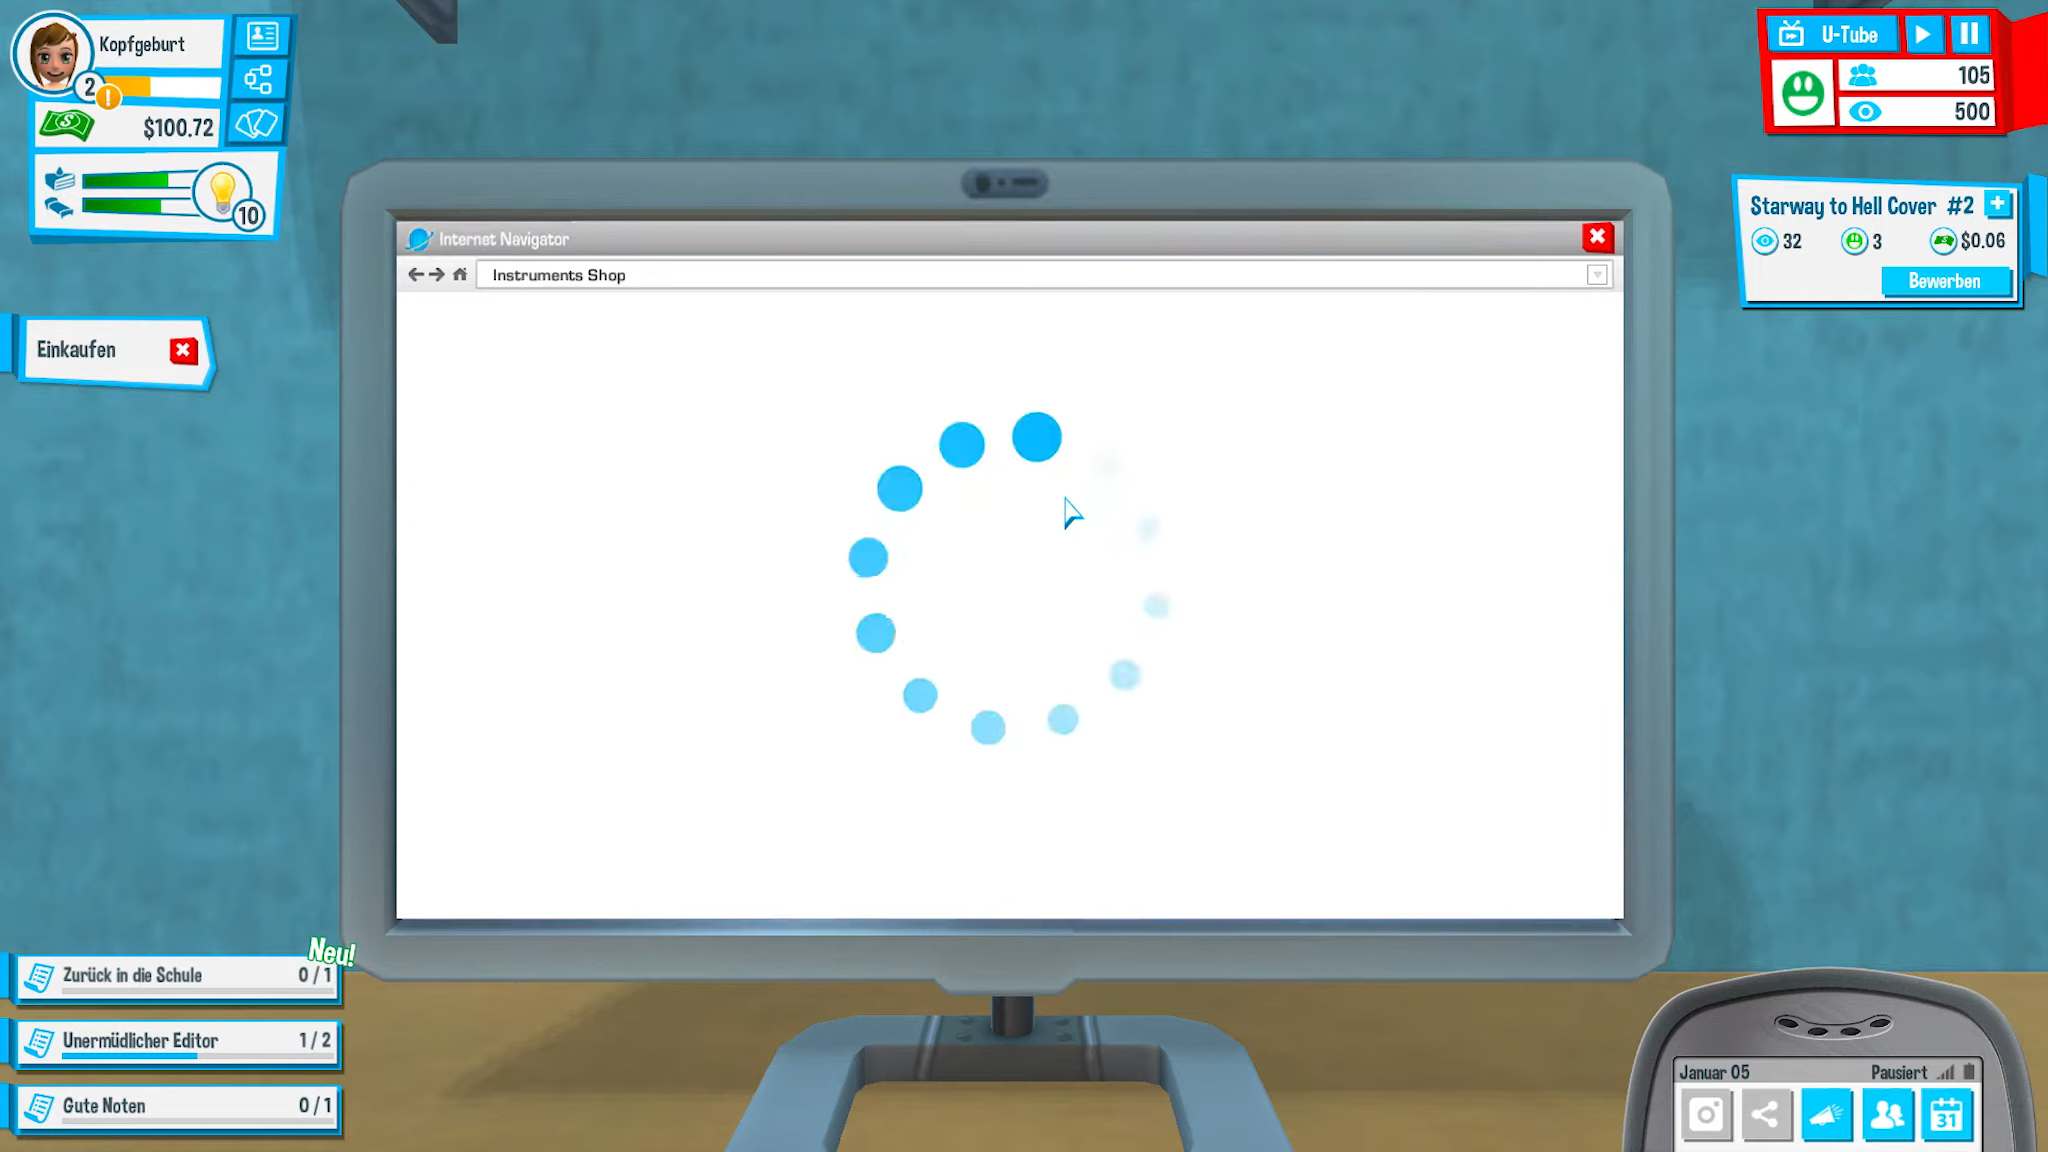 Kopfgeburt
2
$100.72
10
Einkaufen
U-Tube
105
500
Starway to Hell Cover #2
32
3
$0.06
Bewerben
Internet Navigator
Instruments Shop
Neu!
Zurück in die Schule 0/1
Unermüdlicher Editor 1/2
Gute Noten 0/1
Januar 05 Pausiert
31